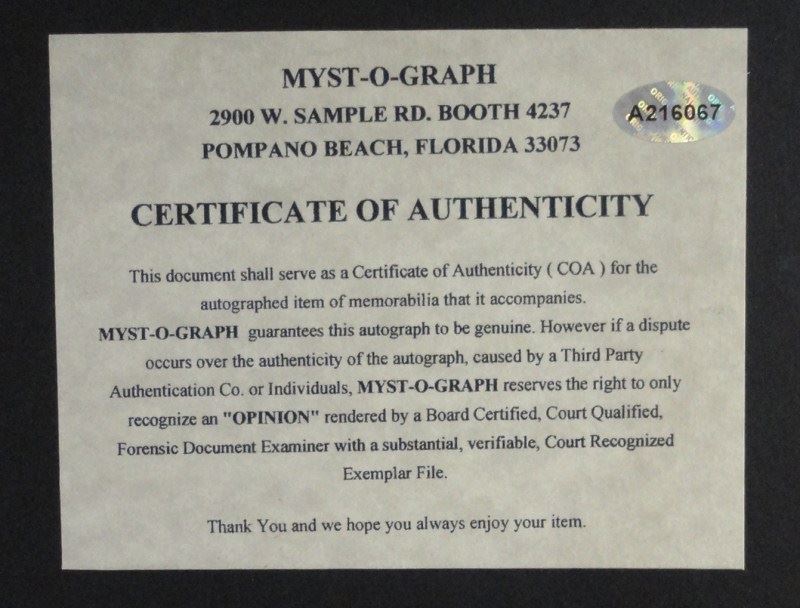 MYST-O-GRAPH
2900 W. SAMPLE RD. BOOTH 4237
A216067
POMPANO BEACH, FLORIDA 33073
CERTIFICATE OF AUTHENTICITY
This document shall serve as a Certificate of Authenticity ( COA ) for the
autographed item of memorabilia that it accompanies.
MYST-O-GRAPH guarantees this autograph to be genuine. However if a dispute
occurs over the authenticity of the autograph, caused by a Third Party
Authentication Co. or Individuals, MYST-O-GRAPH reserves the right to only
recognize an "OPINION" rendered by a Board Certified, Court Qualified,
Forensic Document Examiner with a substantial, verifiable, Court Recognized
Exemplar File.
Thank You and we hope you always enjoy your item.